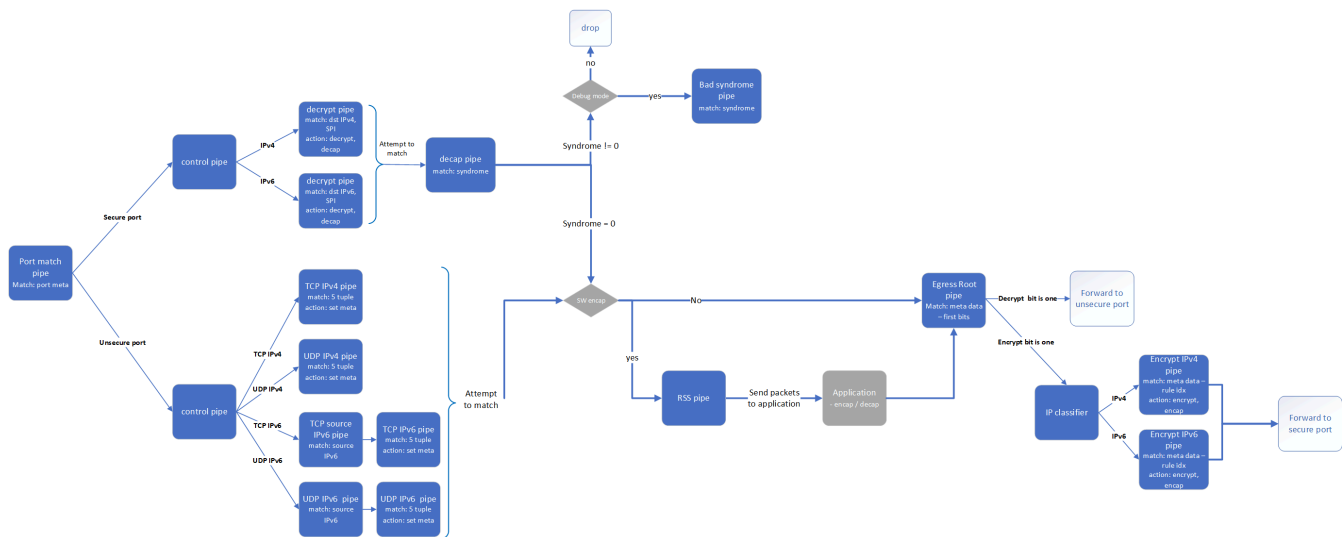 drop
no
Debug mode
yes
Bad syndrome
pipe
match: syndrome
Syndrome != 0
decrypt pipe
match: dst IPv4,
SPI
action: decrypt,
decap
IPv4
control pipe
IPv6
decrypt pipe
match: dst IPv6,
SPI
action: decrypt,
decap
Attempt to
match
decap pipe
match: syndrome
Secure port
Syndrome = 0
Port match
pipe
Match: port meta
Unsecure port
TCP IPv4 pipe
match: 5 tuple
action: set meta
TCP IPv4
UDP IPv4 pipe
match: 5 tuple
action: set meta
UDP IPv4
control pipe
TCP IPv6
TCP source
IPv6 pipe
match: source
IPv6
TCP IPv6 pipe
match: 5 tuple
action: set meta
UDP IPv6
UDP IPv6 pipe
match: source
IPv6
UDP IPv6 pipe
match: 5 tuple
action: set meta
Attempt
to match
SW encap
No
yes
RSS pipe
Send packets
to application
Application
- encap / decap
Egress Root
pipe
Match: meta data
– first bits
Decrypt bit is one
Forward to
unsecure port
Encrypt bit is one
IP classifier
IPv4
Encrypt IPv4
pipe
match: meta data –
rule idx
action: encrypt,
encap
IPv6
Encrypt IPv6
pipe
match: meta data –
rule idx
action: encrypt,
encap
Forward to
secure port